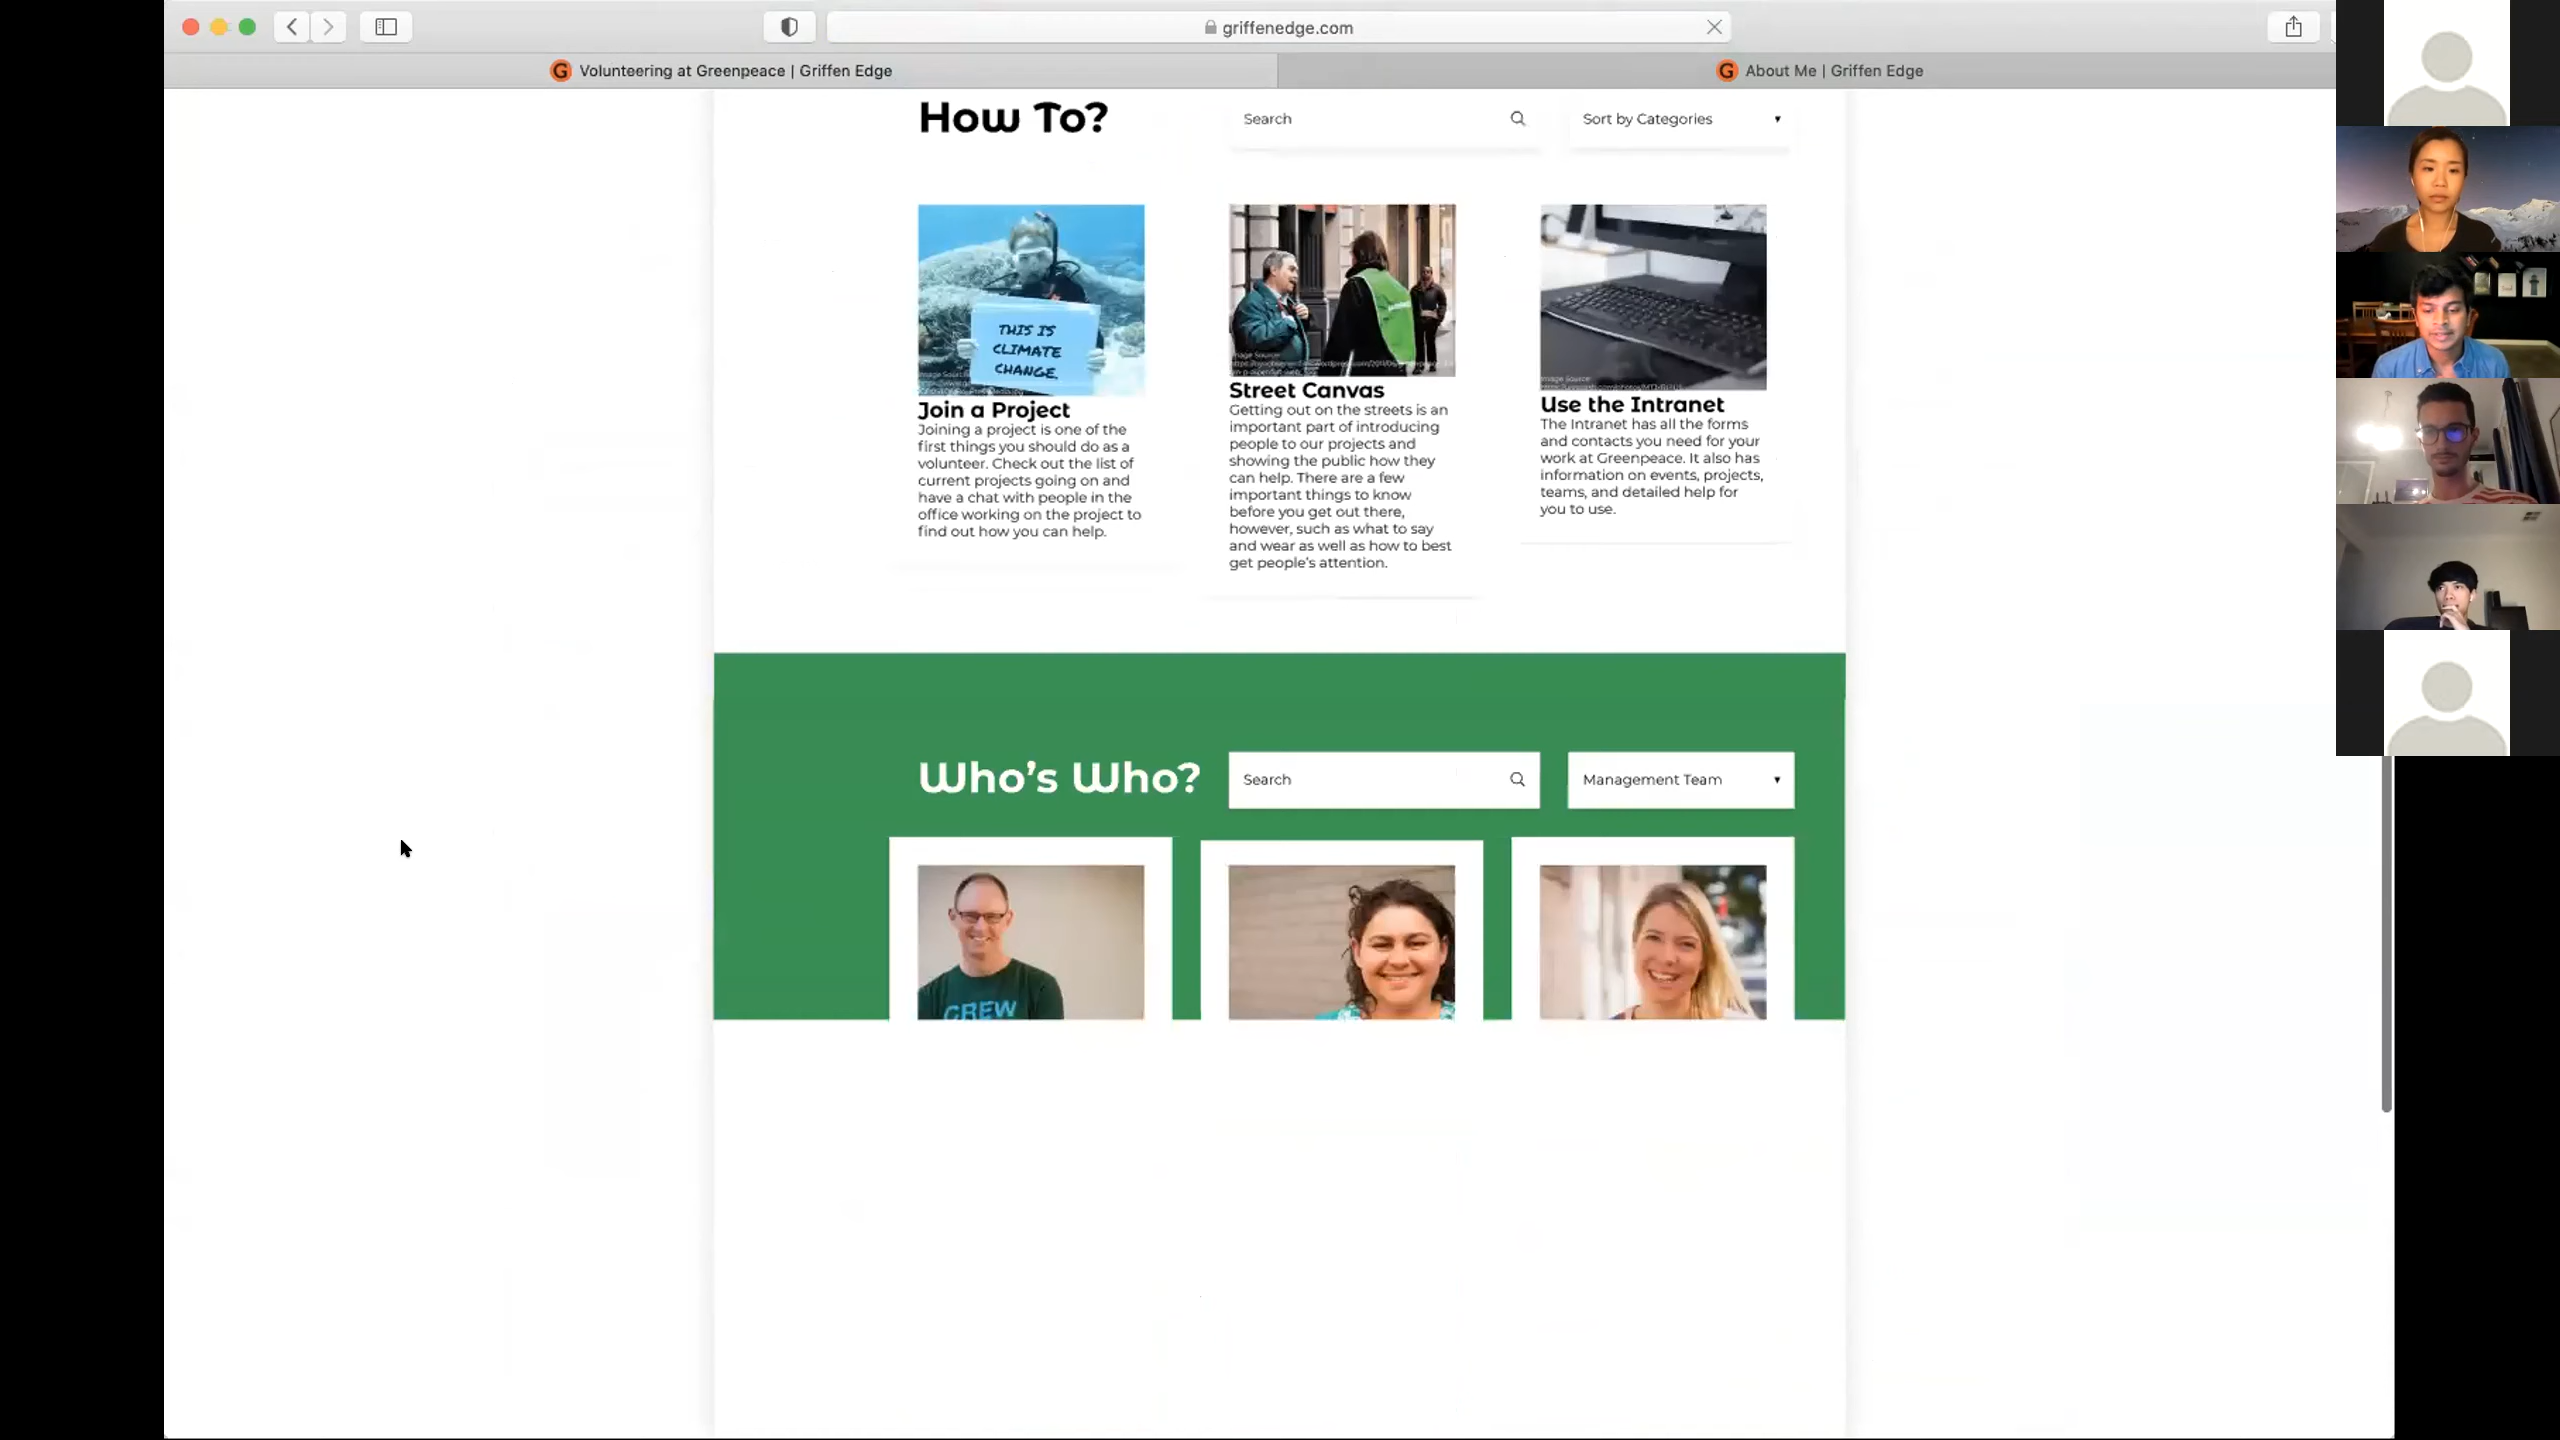 griffenedge.com
Volunteering at Greenpeace | Griffen Edge
About Me | Griffen Edge
How To?
Search
Sort by Categories
THIS IS
CLIMATE
CHANGE.
Join a Project
Joining a project is one of the
first things you should do as a
volunteer. Check out the list of
current projects going on and
have a chat with people in the
office working on the project to
find out how you can help.
Street Canvas
Getting out on the streets is an
important part of introducing
people to our projects and
showing the public how they
can help. There are a few
important things to know
before you get out there,
however, such as what to say
and wear as well as how to best
get people's attention.
Use the Intranet
The Intranet has all the forms
and contacts you need for your
work at Greenpeace. It also has
information on events, projects,
teams, and detailed help for
you to use.
Who's Who?
Search
Management Team
CREW